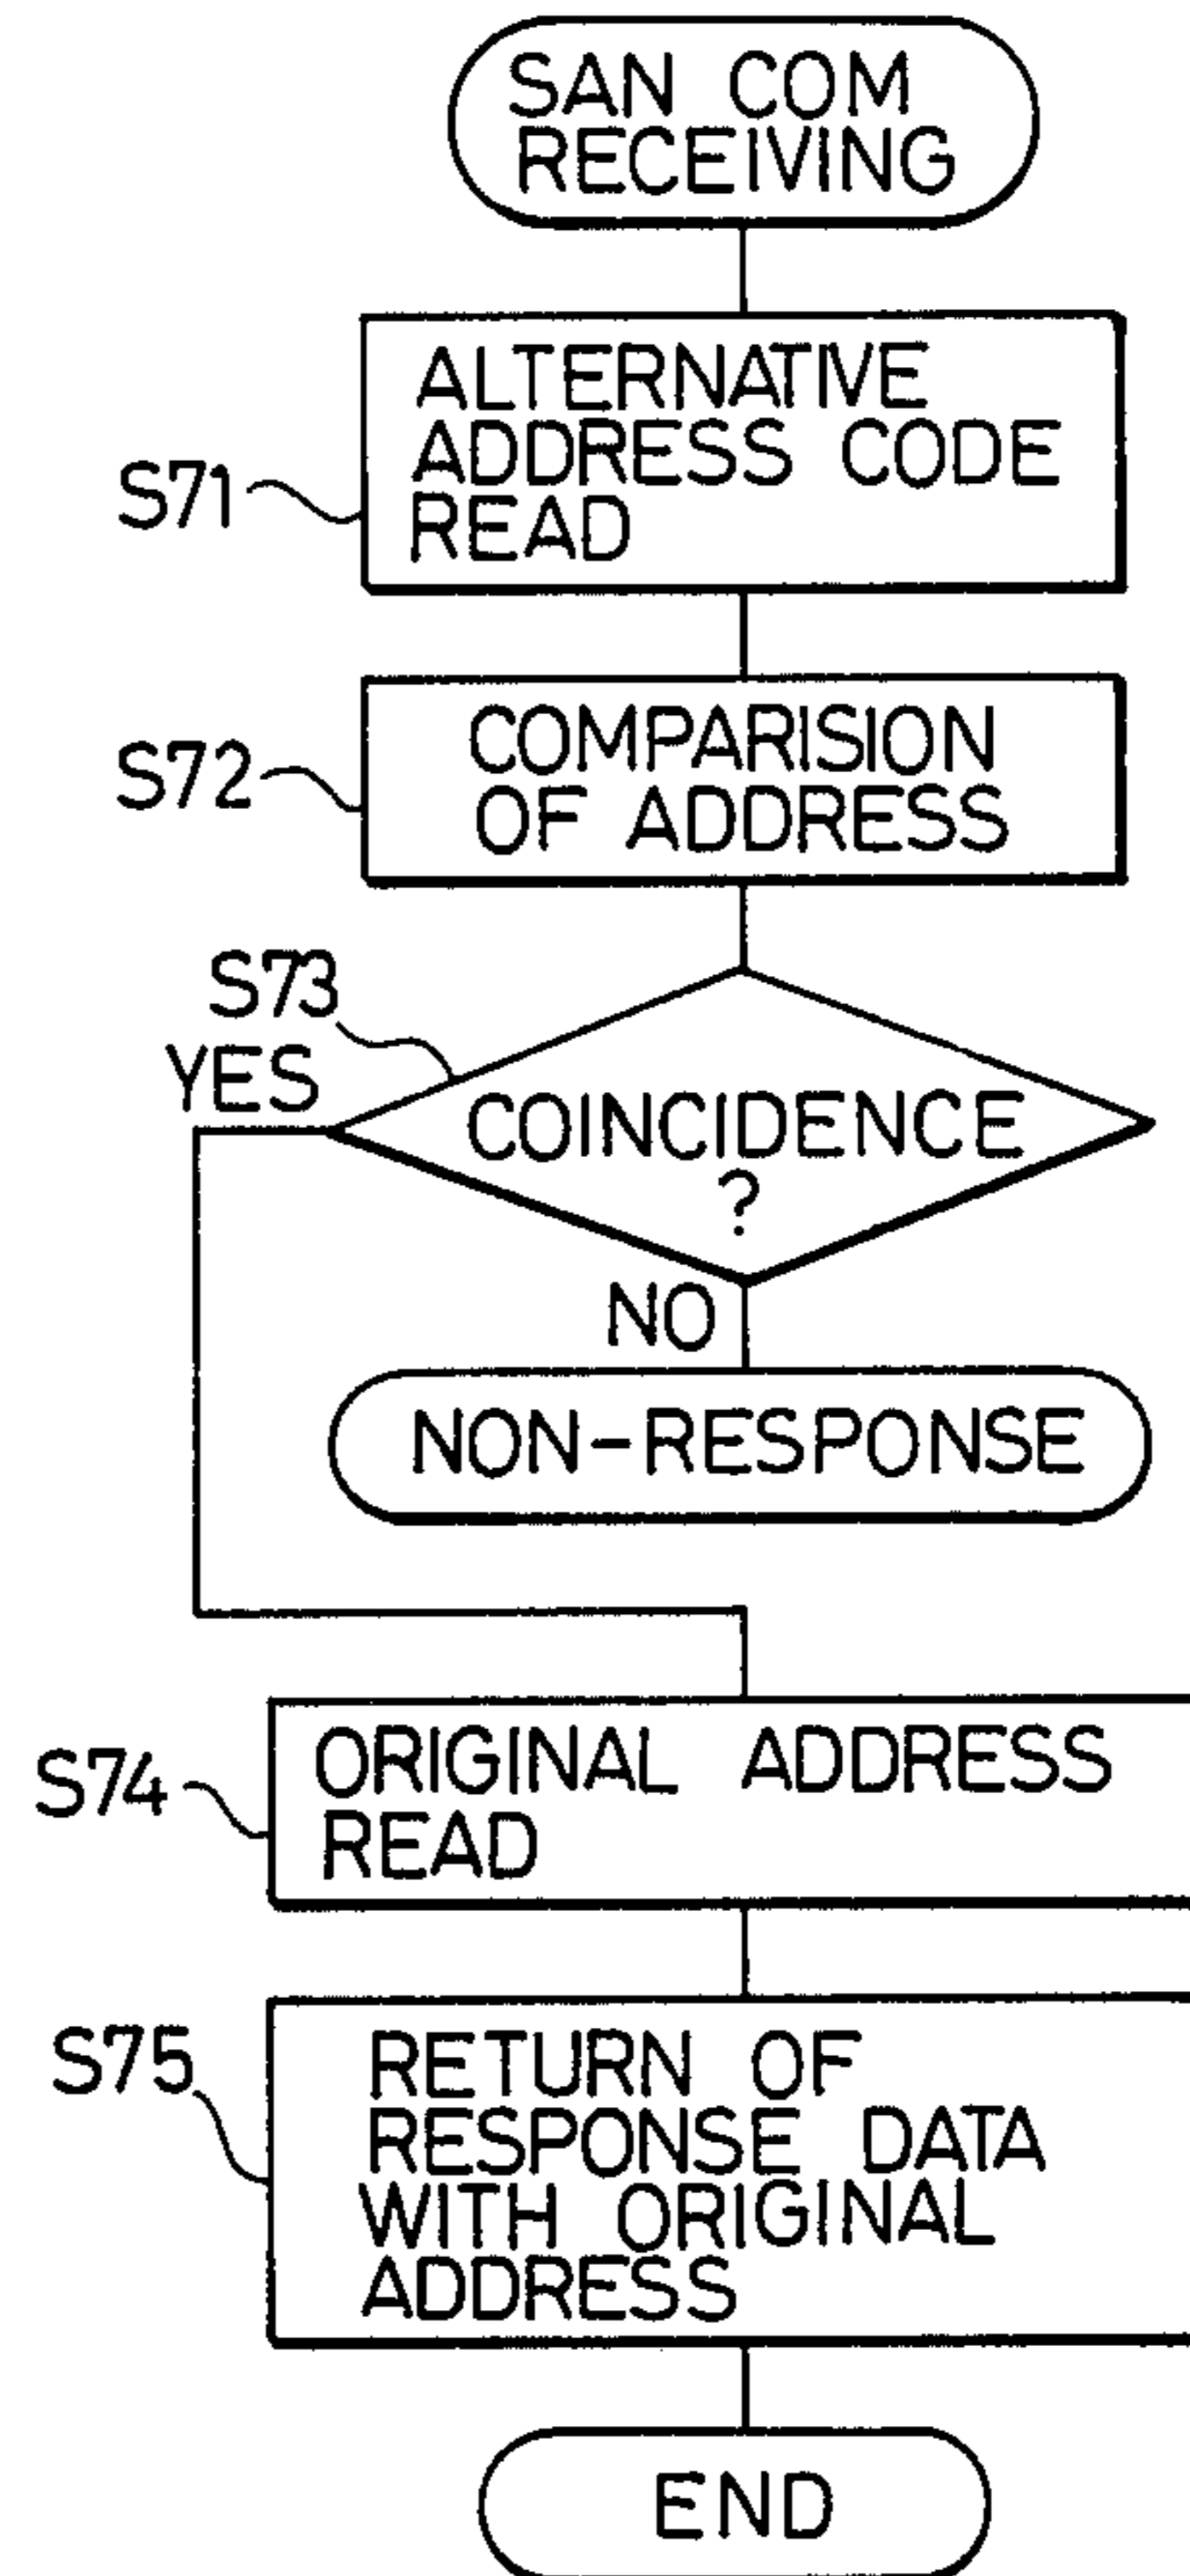 SAN COM
RECEIVING
S71
ALTERNATIVE
ADDRESS CODE
READ
S72
COMPARISION
OF ADDRESS
S73
YES
COINCIDENCE
?
NO
NON-RESPONSE
S74
ORIGINAL ADDRESS
READ
S75
RETURN OF
RESPONSE DATA
WITH ORIGINAL
ADDRESS
END